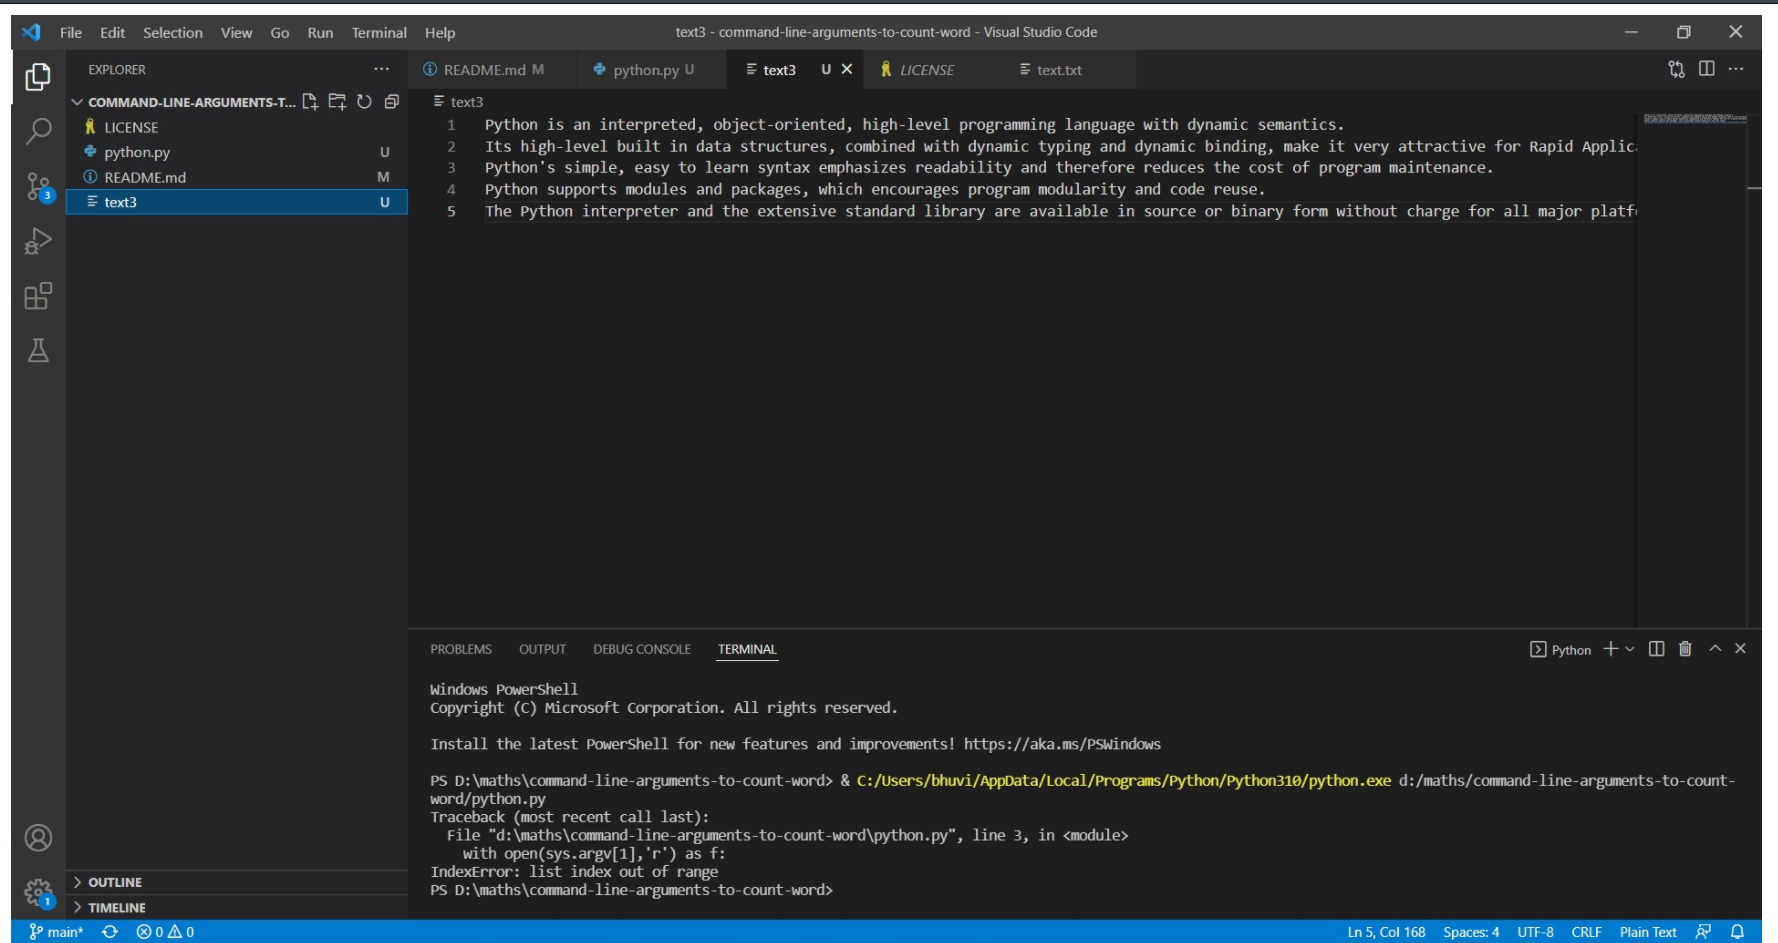 File Edit Selection View Go Run Terminal Help text3 - command-line-arguments-to-count-word - Visual Studio Code
EXPLORER
README.md M python.py U text3 U LICENSE text.txt
COMMAND-LINE-ARGUMENTS-T...
LICENSE
python.py U
README.md M
text3 U
text3
1 Python is an interpreted, object-oriented, high-level programming language with dynamic semantics.
2 Its high-level built in data structures, combined with dynamic typing and dynamic binding, make it very attractive for Rapid Applic
3 Python's simple, easy to learn syntax emphasizes readability and therefore reduces the cost of program maintenance.
4 Python supports modules and packages, which encourages program modularity and code reuse.
5 The Python interpreter and the extensive standard library are available in source or binary form without charge for all major platf
3
PROBLEMS OUTPUT DEBUG CONSOLE TERMINAL Python
Windows PowerShell
Copyright (C) Microsoft Corporation. All rights reserved.
Install the latest PowerShell for new features and improvements! https://aka.ms/PSWindows
PS D:\maths\command-line-arguments-to-count-word> & C:/Users/bhuvi/AppData/Local/Programs/Python/Python310/python.exe d:/maths/command-line-arguments-to-count-
word/python.py
Traceback (most recent call last):
File "d:\maths\command-line-arguments-to-count-word\python.py", line 3, in <module>
with open(sys.argv[1],'r') as f:
IndexError: list index out of range
PS D:\maths\command-line-arguments-to-count-word>
OUTLINE
TIMELINE
1
main* 0 0 Ln 5, Col 168 Spaces: 4 UTF-8 CRLF Plain Text